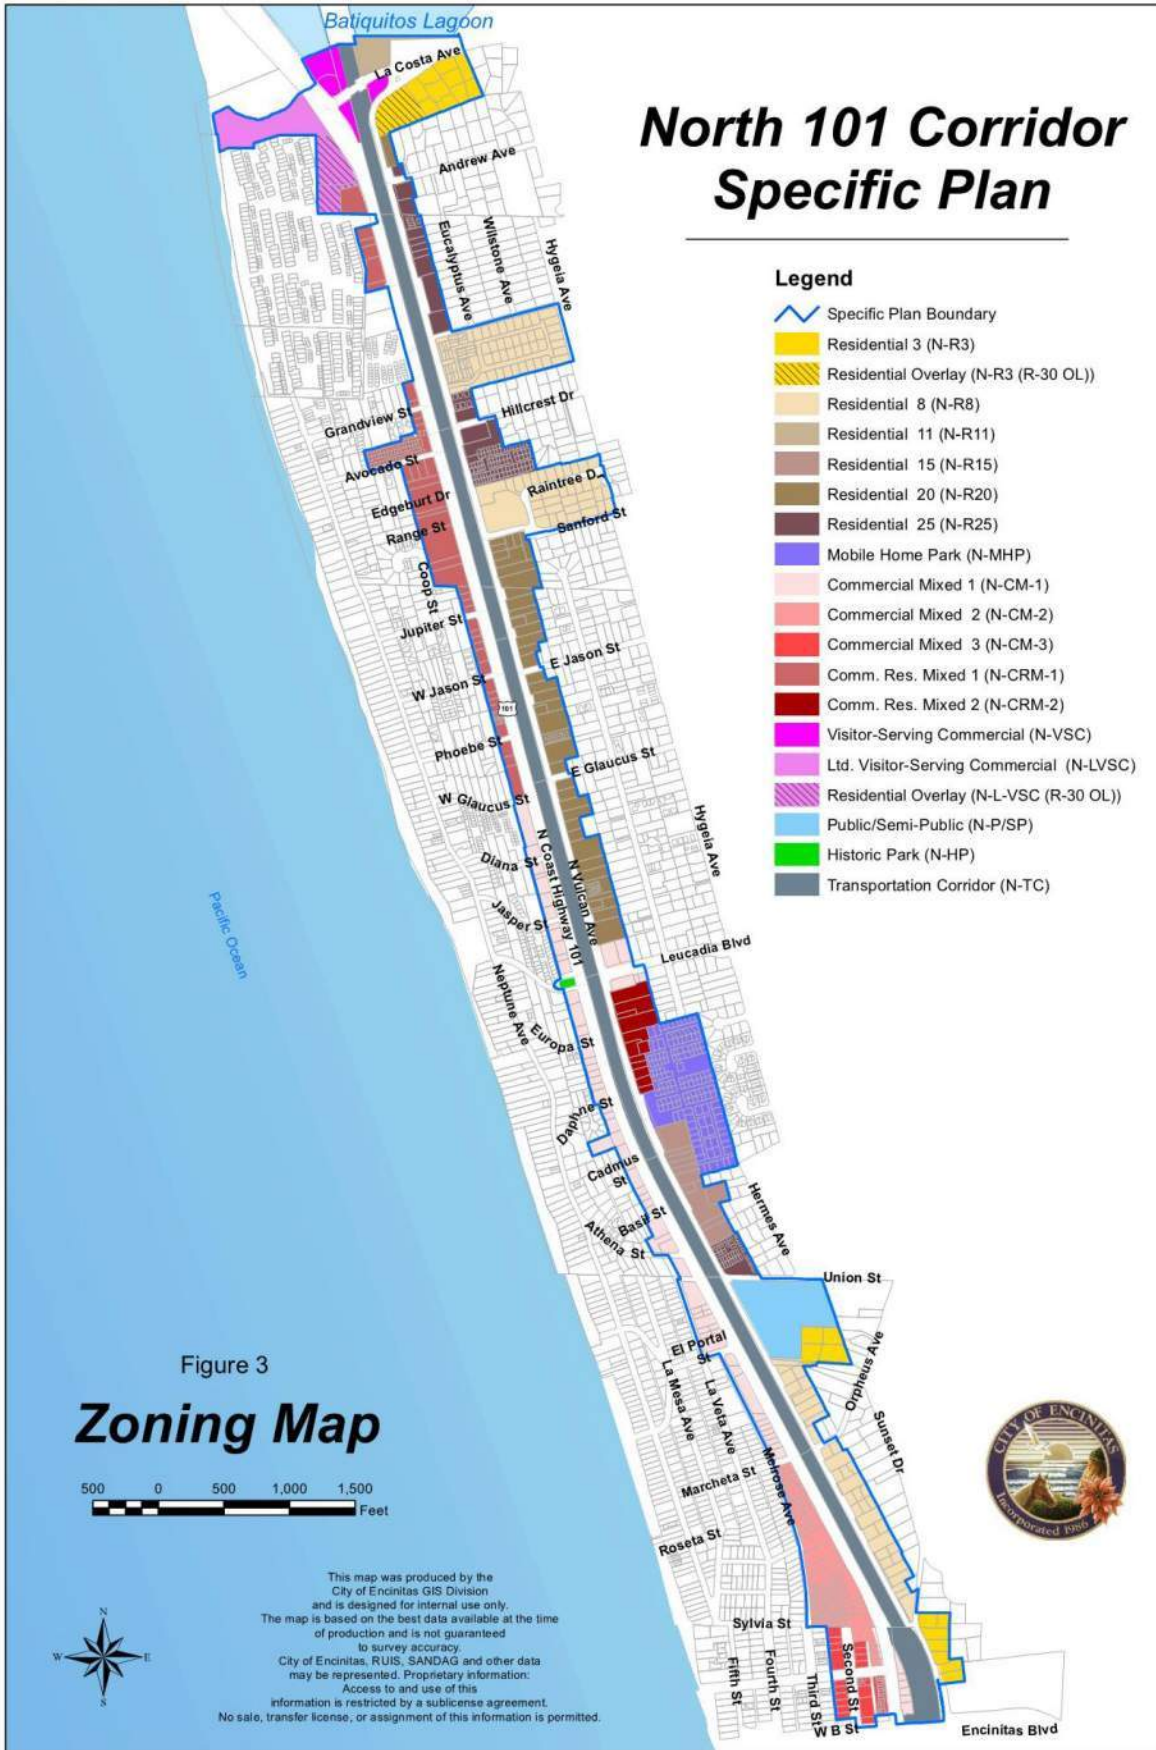 Batiquitos Lagoon
La Costa Ave
North 101 Corridor
Specific Plan
Andrew Ave
Eucalyptus Ave
Wilstone Ave
Hygeia Ave
Legend
Specific Plan Boundary
Residential 3 (N-R3)
Residential Overlay (N-R3 (R-30 OL))
Residential 8 (N-R8)
Residential 11 (N-R11)
Residential 15 (N-R15)
Residential 20 (N-R20)
Residential 25 (N-R25)
Mobile Home Park (N-MHP)
Commercial Mixed 1 (N-CM-1)
Commercial Mixed 2 (N-CM-2)
Commercial Mixed 3 (N-CM-3)
Comm. Res. Mixed 1 (N-CRM-1)
Comm. Res. Mixed 2 (N-CRM-2)
Visitor-Serving Commercial (N-VSC)
Ltd. Visitor-Serving Commercial (N-LVSC)
Residential Overlay (N-L-VSC (R-30 OL))
Public/Semi-Public (N-P/SP)
Historic Park (N-HP)
Transportation Corridor (N-TC)
Grandview St
Hillcrest Dr
Avocado St
Raintree D
Edgeburt Dr
Sanford St
Range St
Coop St
Jupiter St
E Jason St
W Jason St
101
Phoebe St
E Glaucus St
W Glaucus St
Hygeia Ave
Diana St
N Coast Highway 101
N Vulcan Ave
Jasper St
Pacific Ocean
Leucadia Blvd
Neptune Ave
Europa St
Daphne St
Cadmus
St
Hermes Ave
Basil St
Athena St
Union St
El Portal
St
Orpheus Ave
La Mesa Ave
La Veta Ave
Sunset Dr
Melrose Ave
Marcheta St
Roseta St
Sylvia St
Fifth St
Fourth St
Third St
Second St
W B St
Encinitas Blvd
Figure 3
Zoning Map
500 0 500 1,000 1,500
Feet
CITY OF ENCINITAS
Incorporated 1986
This map was produced by the
City of Encinitas GIS Division
and is designed for internal use only.
The map is based on the best data available at the time
of production and is not guaranteed
to survey accuracy.
City of Encinitas, RUIS, SANDAG and other data
may be represented. Proprietary information:
Access to and use of this
information is restricted by a sublicense agreement.
No sale, transfer license, or assignment of this information is permitted.
N
W
E
S